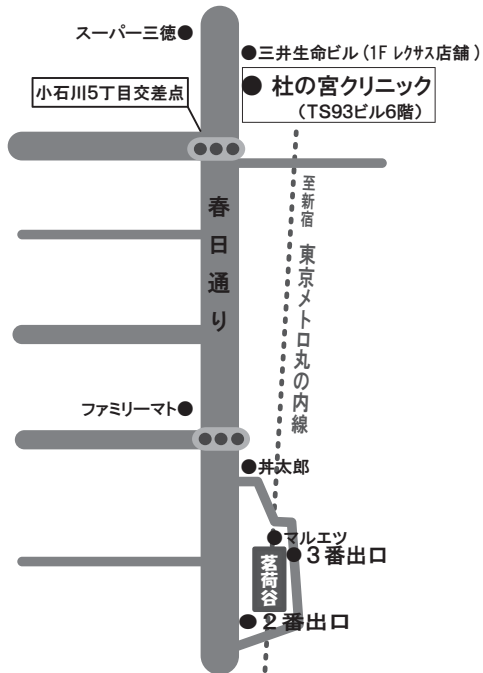 スーパー三徳
三井生命ビル（1F レクサス店舗）
杜の宮クリニック
（TS93ビル6階）
小石川5丁目交差点
至新宿
東京メトロ丸の内線
春日通り
ファミリーマト
丼太郎
マルエツ
3番出口
茗荷谷
2番出口